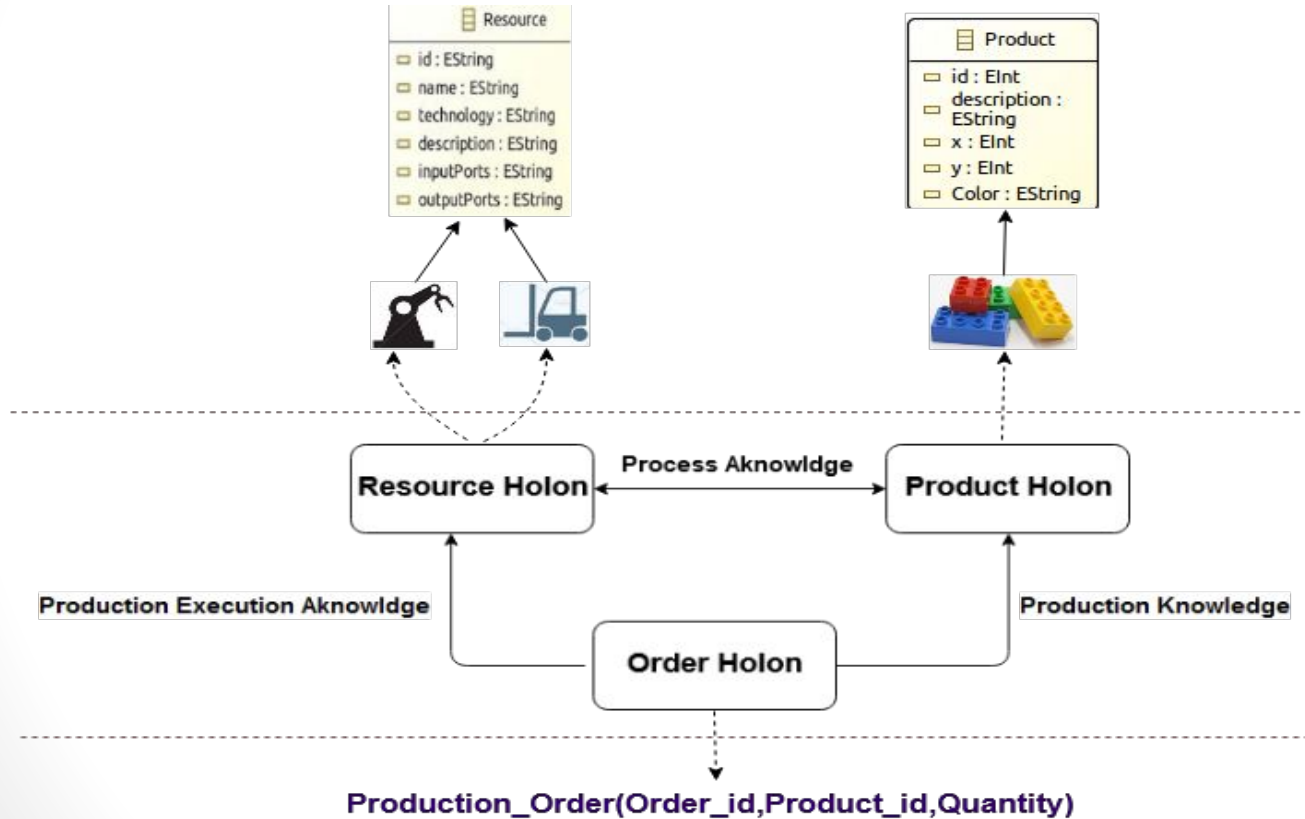 Resource
id : EString
name : EString
technology : EString
description : EString
inputPorts : EString
outputPorts : EString
Product
id : EInt
description :
EString
x : EInt
y : EInt
Color : EString
Process Aknowldge
Resource Holon
Product Holon
Production Execution Aknowldge
Production Knowledge
Order Holon
Production_Order(Order_id,Product_id,Quantity)